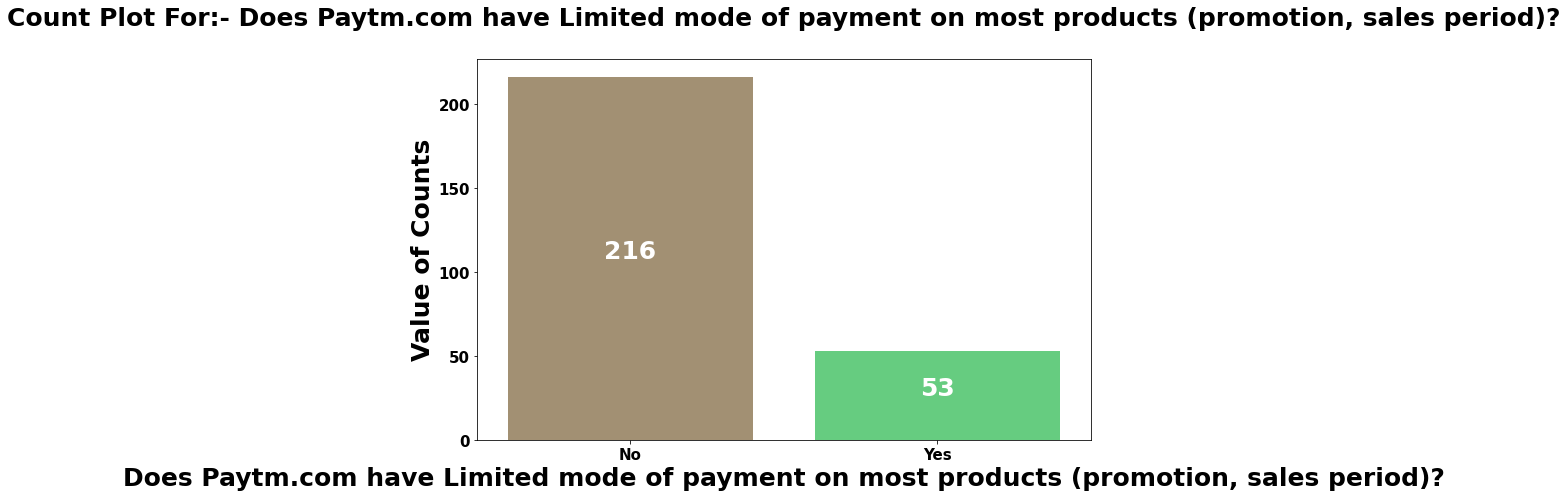 Count Plot For:- Does Paytm.com have Limited mode of payment on most products (promotion, sales period)?
Value of Counts
200
150
100
50
0
216
53
No
Yes
Does Paytm.com have Limited mode of payment on most products (promotion, sales period)?